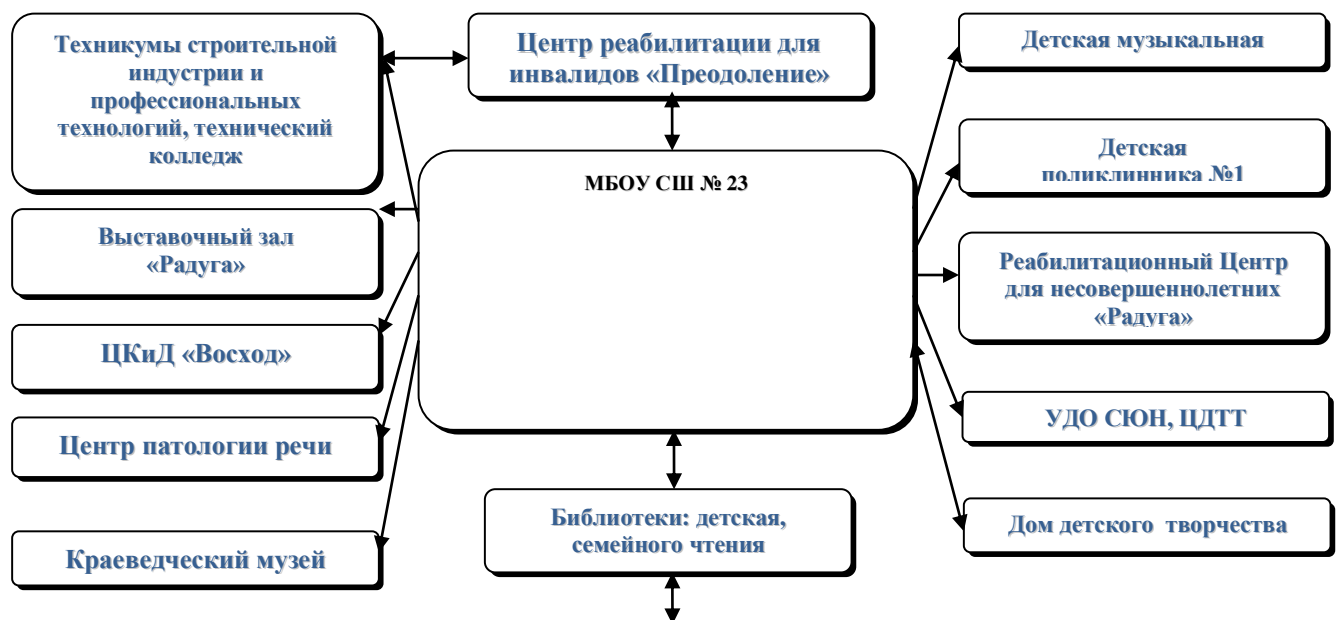 Техникумы строительной
индустрии и
профессиональных
технологий, технический
колледж
Центр реабилитации для
инвалидов «Преодоление»
Детская музыкальная
Детская
поликлинника №1
МБОУ СШ № 23
Выставочный зал
«Радуга»
Реабилитационный Центр
для несовершеннолетних
«Радуга»
ЦКиД «Восход»
УДО СЮН, ЦДТТ
Центр патологии речи
Библиотеки: детская,
семейного чтения
Дом детского творчества
Краеведческий музей